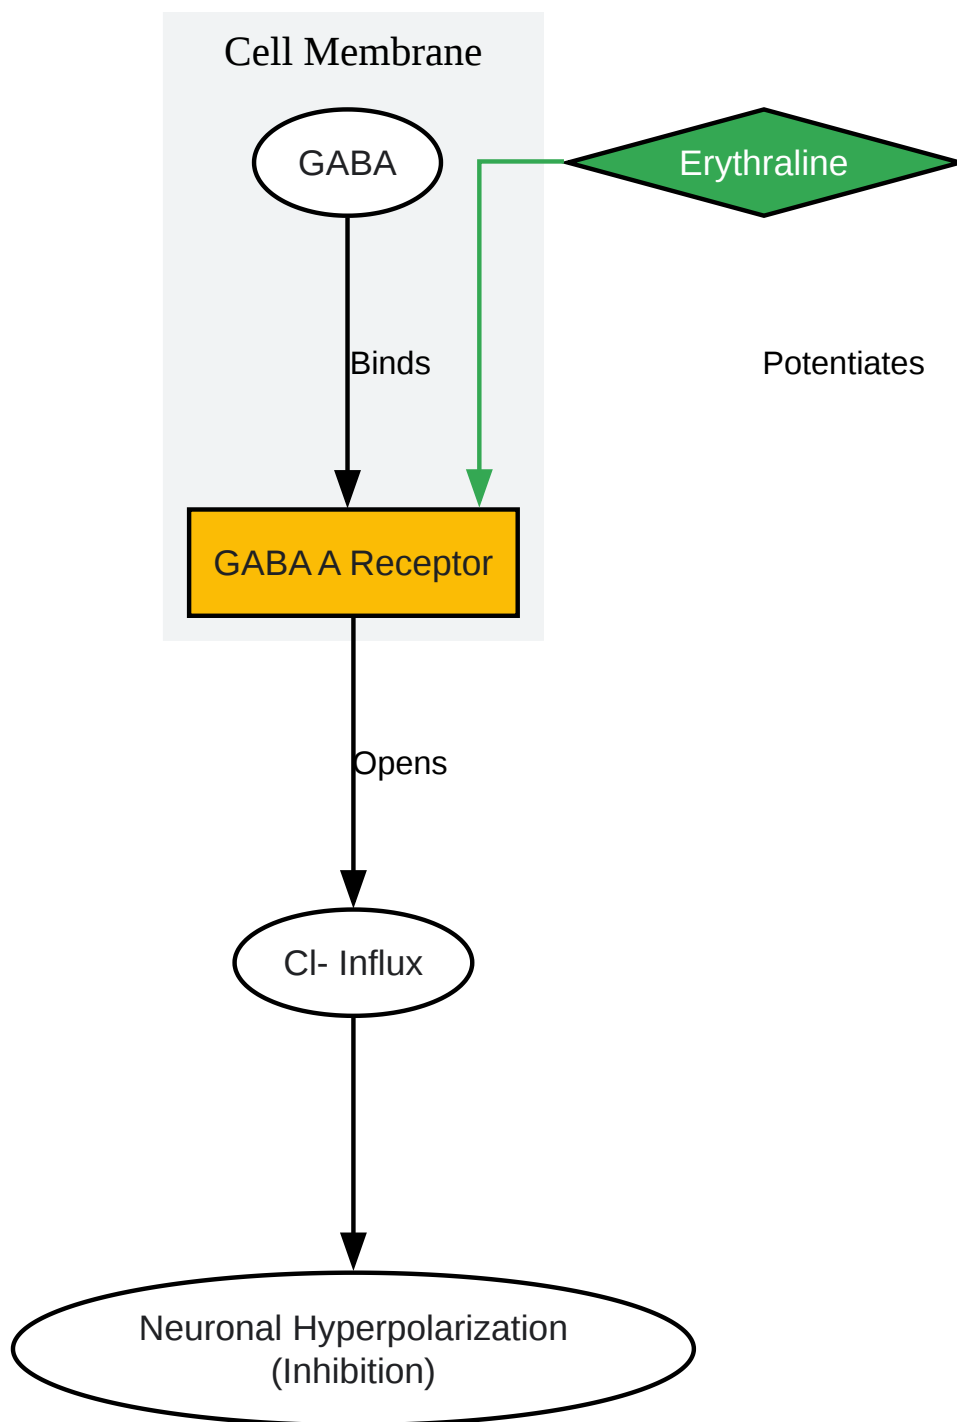 Cell Membrane
GABA
Erythraline
Binds
Potentiates
GABA A Receptor
Opens
Cl- Influx
Neuronal Hyperpolarization
(Inhibition)